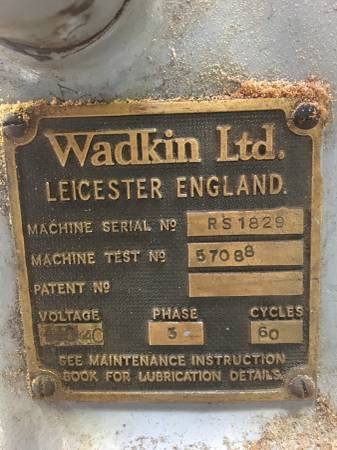 Wadkin Ltd.
LEICESTER ENGLAND.
MACHINE SERIAL Nº RS1829
MACHINE TEST Nº 57088
PATENT Nº
VOLTAGE PHASE CYCLES
3 60
SEE MAINTENANCE INSTRUCTION
BOOK FOR LUBRICATION DETAILS.